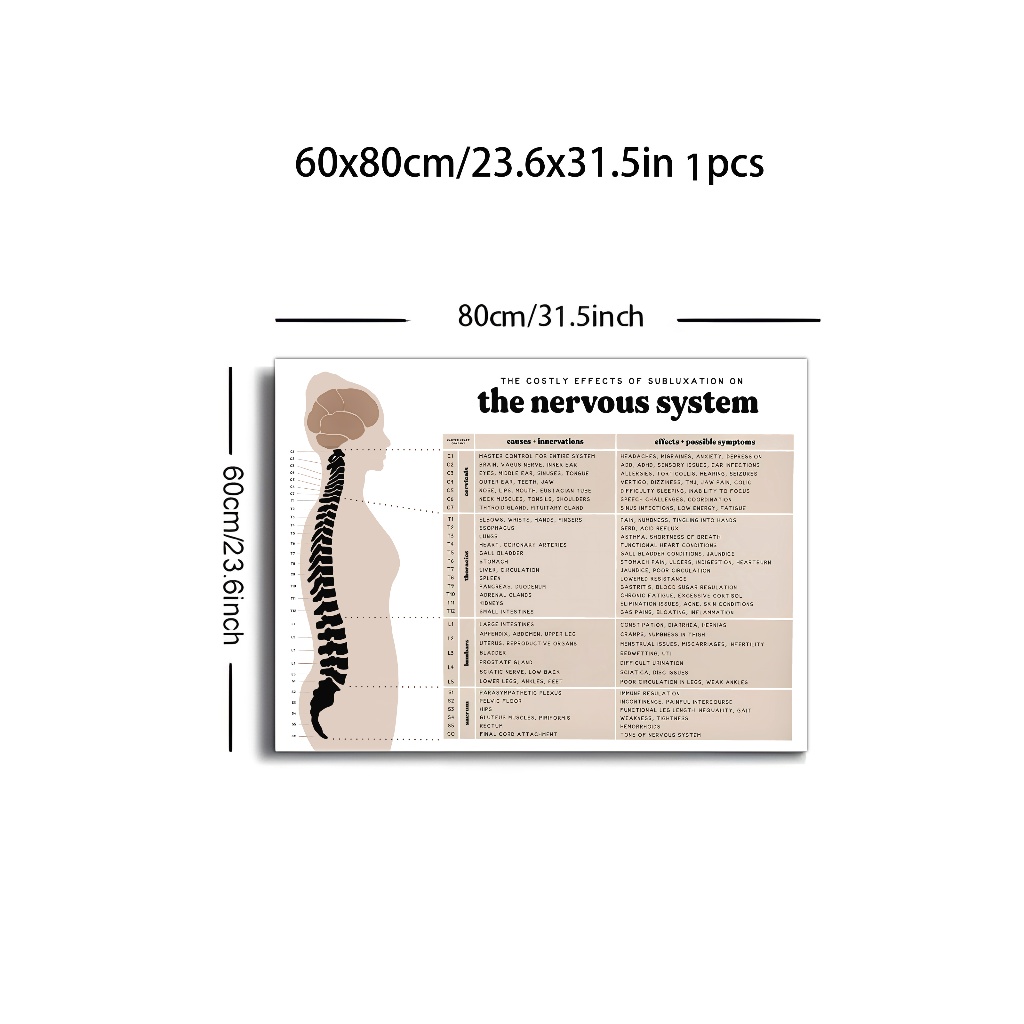 60x80cm/23.6x31.5in 1pcs
80cm/31.5inch
60cm/23.6inch
THE COSTLY EFFECTS OF SUBLUXATION ON
the nervous system
causes + innervations effects + possible symptoms
cervicals
C1 MASTER CONTROL FOR ENTIRE SYSTEM HEADACHES, MIGRAINES, ANXIETY, DEPRESSION
C2 BRAIN, VAGUS NERVE, INNER EAR ADD, ADHD, SENSORY ISSUES, EAR INFECTIONS
C3 EYES, MIDDLE EAR, SINUSES, TONGUE ALLERGIES, TORTICOLLIS, HEARING, SEIZURES
C4 OUTER EAR, TEETH, JAW VERTIGO, DIZZINESS, TMJ, JAW PAIN, COLIC
C5 NOSE, LIPS, MOUTH, EUSTACIAN TUBE DIFFICULTY SLEEPING, INABILITY TO FOCUS
C6 NECK MUSCLES, TONSILS, SHOULDERS SPEECH CHALLENGES, COORDINATION
C7 THYROID GLAND, PITUITARY GLAND SINUS INFECTIONS, LOW ENERGY, FATIGUE
thoracics
T1 ELBOWS, WRISTS, HANDS, FINGERS PAIN, NUMBNESS, TINGLING INTO HANDS
T2 ESOPHAGUS GERD, ACID REFLUX
T3 LUNGS ASTHMA, SHORTNESS OF BREATH
T4 HEART, CORONARY ARTERIES FUNCTIONAL HEART CONDITIONS
T5 GALL BLADDER GALL BLADDER CONDITIONS, JAUNDICE
T6 STOMACH STOMACH PAIN, ULCERS, INDIGESTION, HEARTBURN
T7 LIVER, CIRCULATION JAUNDICE, POOR CIRCULATION
T8 SPLEEN LOWERED RESISTANCE
T9 PANCREAS, DUODENUM GASTRITIS, BLOOD SUGAR REGULATION
T10 ADRENAL GLANDS CHRONIC FATIGUE, EXCESSIVE CORTISOL
T11 KIDNEYS ELIMINATION ISSUES, ACNE, SKIN CONDITIONS
T12 SMALL INTESTINES GAS PAINS, BLOATING, INFLAMMATION
lumbars
L1 LARGE INTESTINES CONSTIPATION, DIARRHEA, HERNIAS
L2 APPENDIX, ABDOMEN, UPPER LEG CRAMPS, NUMBNESS IN THIGH
UTERUS, REPRODUCTIVE ORGANS MENSTRUAL ISSUES, MISCARRIAGES, INFERTILITY
L3 BLADDER BEDWETTING, UTI
L4 PROSTATE GLAND DIFFICULT URINATION
SCIATIC NERVE, LOW BACK SCIATICA, DISC ISSUES
L5 LOWER LEGS, ANKLES, FEET POOR CIRCULATION IN LEGS, WEAK ANKLES
sacrum
S1 PARASYMPATHETIC PLEXUS IMMUNE REGULATION
S2 PELVIC FLOOR INCONTINENCE, PAINFUL INTERCOURSE
S3 HIPS FUNCTIONAL LEG LENGTH INEQUALITY, GAIT
S4 GLUTEUS MUSCLES, PIRIFORMIS WEAKNESS, TIGHTNESS
S5 RECTUM HEMORRHOIDS
CO FINAL CORD ATTACHMENT TONE OF NERVOUS SYSTEM